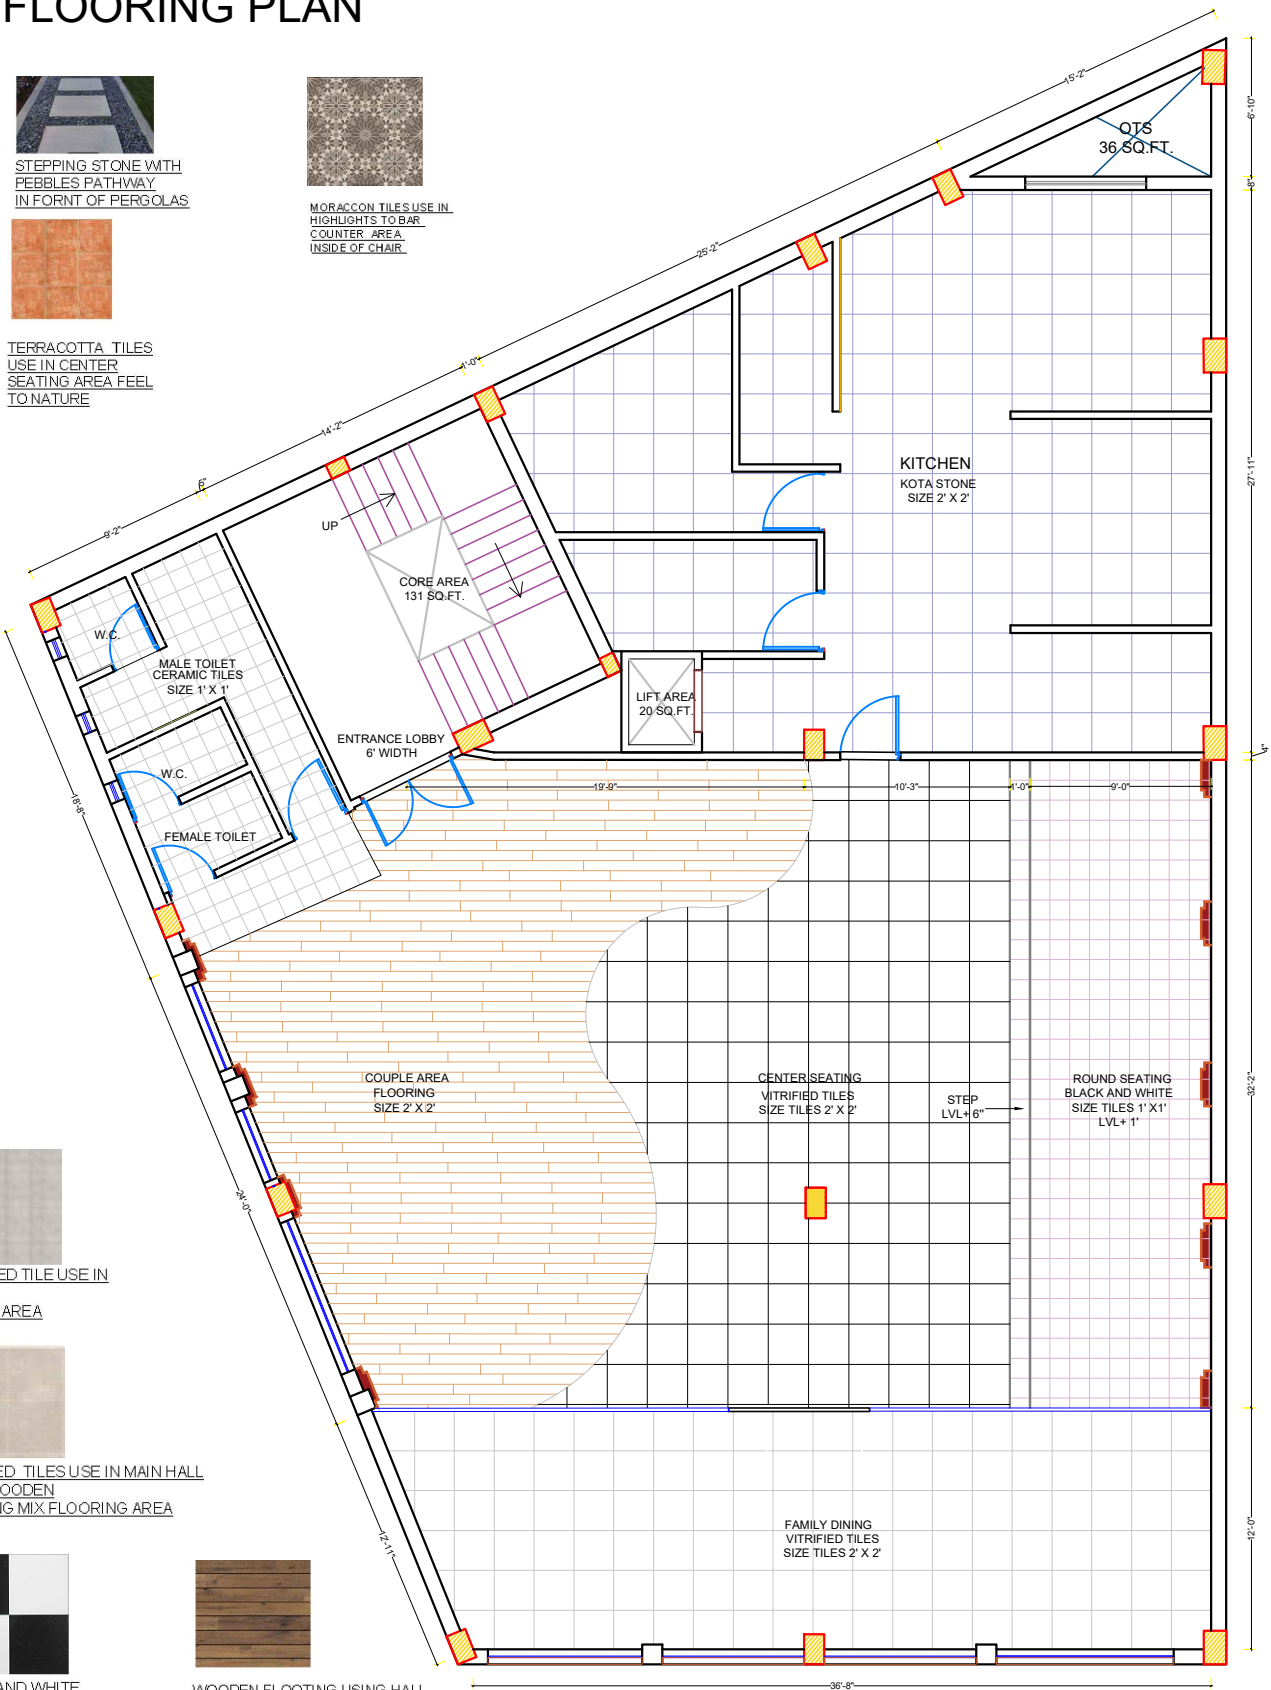 FLOORING PLAN
STEPPING STONE WITH
PEBBLES PATHWAY
IN FORNT OF PERGOLAS
MORACCON TILES USE IN
HIGHLIGHTS TO BAR
COUNTER AREA
INSIDE OF CHAIR
TERRACOTTA TILES
USE IN CENTER
SEATING AREA FEEL
TO NATURE
15'-2"
6'-10"
OTS
36 SQ.FT.
8"
25'-2"
1'-0"
14'-2"
6"
9'-2"
KITCHEN
KOTA STONE
SIZE 2' X 2'
27'-11"
UP
CORE AREA
131 SQ.FT.
W.C.
MALE TOILET
CERAMIC TILES
SIZE 1' X 1'
LIFT AREA
20 SQ.FT.
ENTRANCE LOBBY
6' WIDTH
4"
W.C.
18'-8"
FEMALE TOILET
19'-9"
10'-3"
1'-0"
9'-0"
COUPLE AREA
FLOORING
SIZE 2' X 2'
CENTER SEATING
VITRIFIED TILES
SIZE TILES 2' X 2'
STEP
LVL+ 6"
ROUND SEATING
BLACK AND WHITE
SIZE TILES 1' X1'
LVL+ 1'
32'-2"
24'-0"
ED TILE USE IN
AREA
ED TILES USE IN MAIN HALL
OODEN
NG MIX FLOORING AREA
12'-11"
FAMILY DINING
VITRIFIED TILES
SIZE TILES 2' X 2'
12'-0"
AND WHITE
WOODEN FLOOTING USING HALL
36'-8"